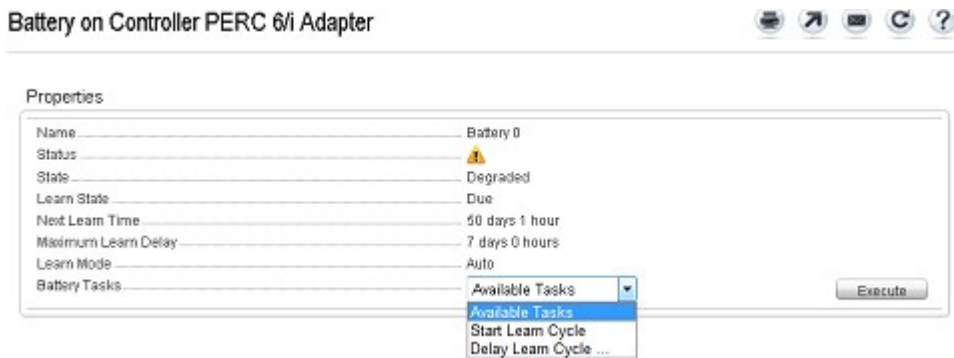 Battery on Controller PERC 6/i Adapter
?
Properties
Name Battery 0
Status
State Degraded
Learn State Due
Next Learn Time 50 days 1 hour
Maximum Learn Delay 7 days 0 hours
Learn Mode Auto
Battery Tasks Available Tasks Execute
Available Tasks
Start Learn Cycle
Delay Learn Cycle ...